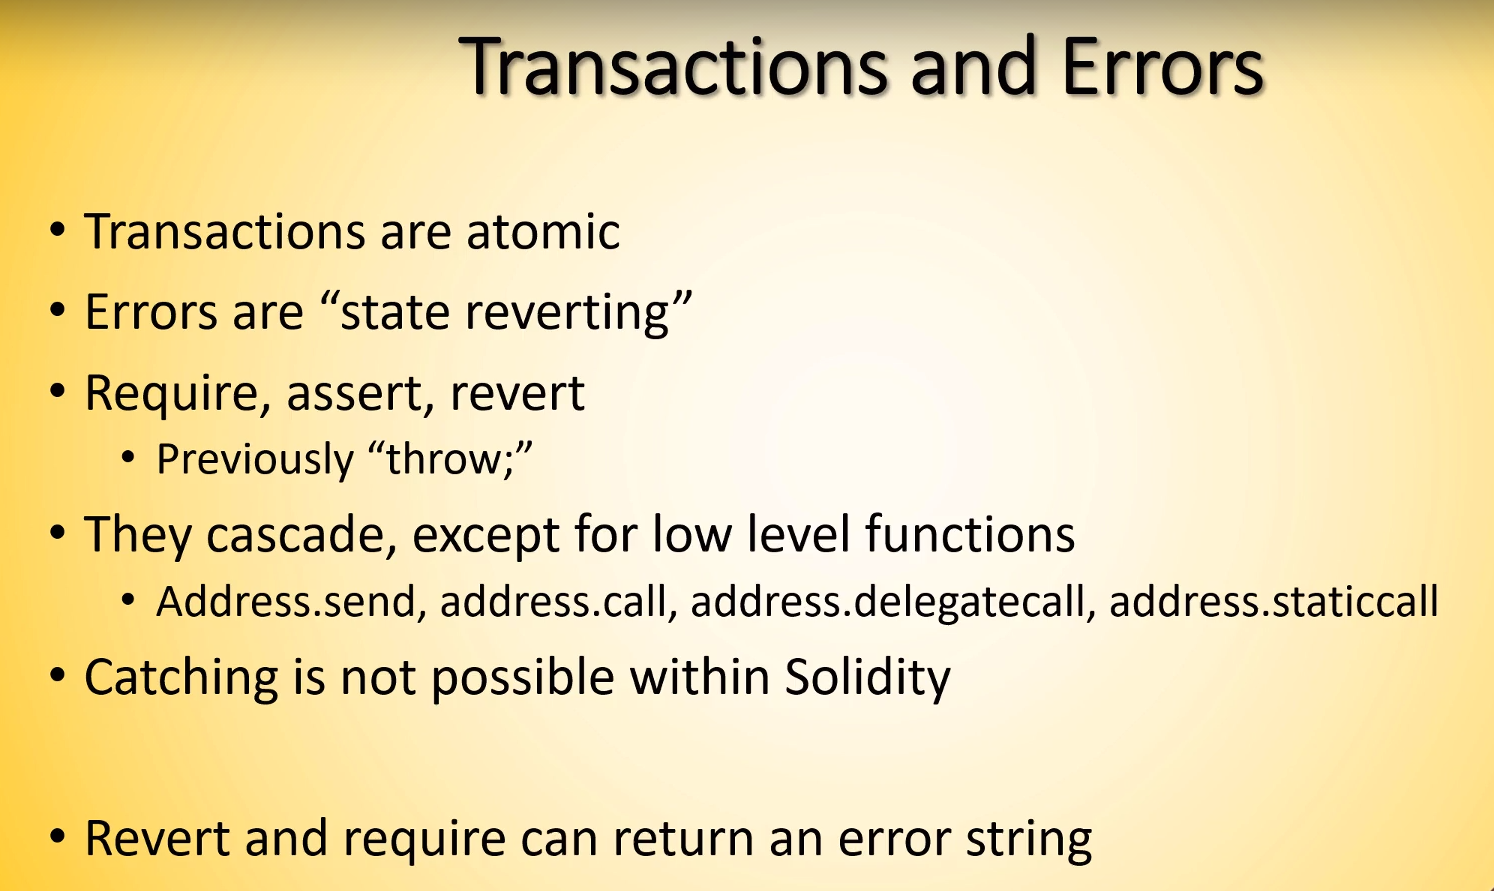 Transactions and Errors
• Transactions are atomic
• Errors are “state reverting”
• Require, assert, revert
• Previously “throw;”
• They cascade, except for low level functions
• Address.send, address.call, address.delegatecall, address.staticcall
• Catching is not possible within Solidity
• Revert and require can return an error string